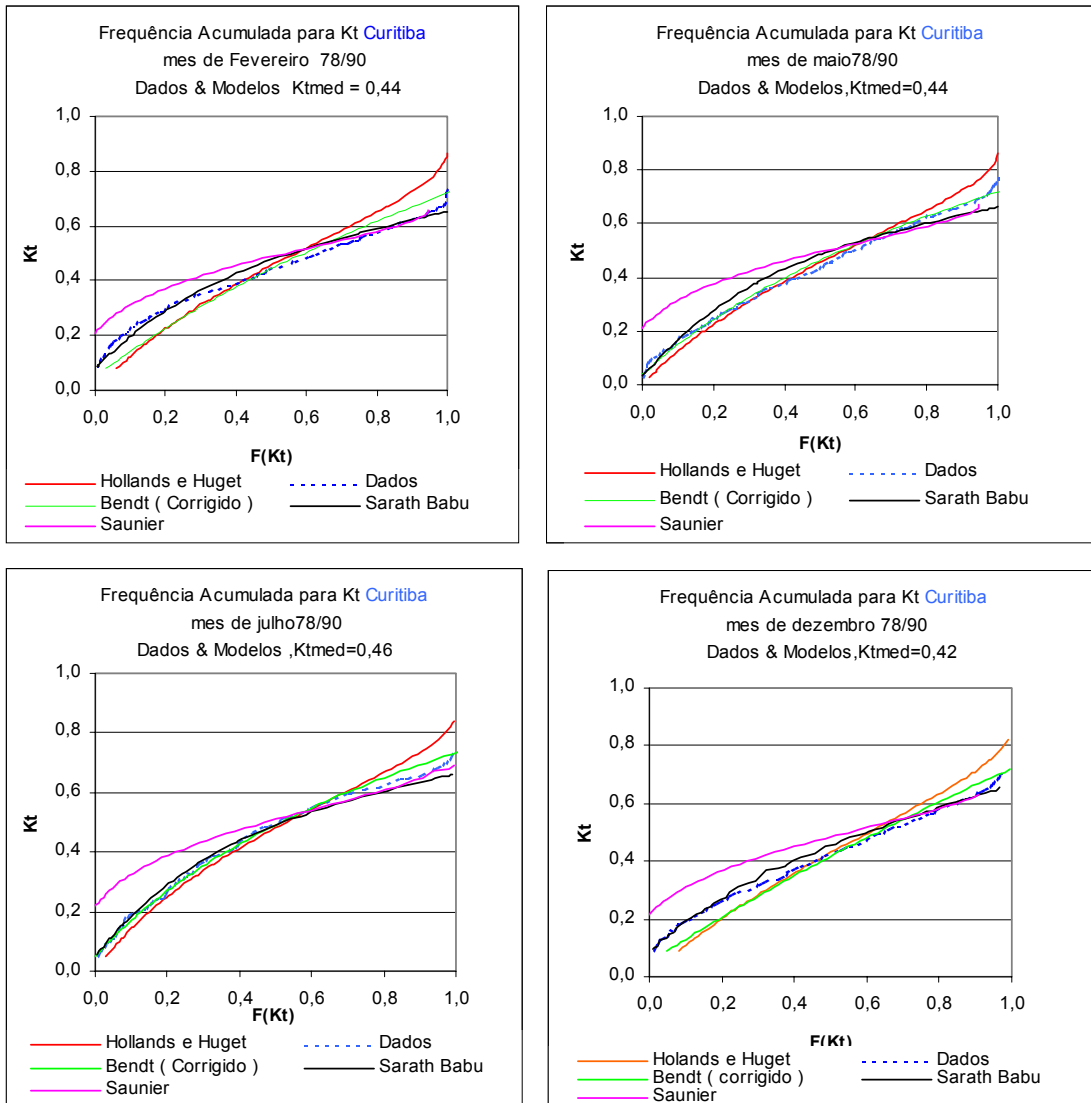 Frequência Acumulada para Kt Curitiba
mes de Fevereiro 78/90
Dados & Modelos Ktmed = 0,44
1,0
0,8
0,6
0,4
0,2
0,0
Kt
0,0 0,2 0,4 0,6 0,8 1,0
F(Kt)
Hollands e Huget Dados
Bendt ( Corrigido ) Sarath Babu
Saunier
Frequência Acumulada para Kt Curitiba
mes de maio78/90
Dados & Modelos,Ktmed=0,44
1,0
0,8
0,6
0,4
0,2
0,0
Kt
0,0 0,2 0,4 0,6 0,8 1,0
F(Kt)
Hollands e Huget Dados
Bendt ( Corrigido ) Sarath Babu
Saunier
Frequência Acumulada para Kt Curitiba
mes de julho78/90
Dados & Modelos ,Ktmed=0,46
1,0
0,8
0,6
0,4
0,2
0,0
Kt
0,0 0,2 0,4 0,6 0,8 1,0
F(Kt)
Hollands e Huget Dados
Bendt ( Corrigido ) Sarath Babu
Saunier
Frequência Acumulada para Kt Curitiba
mes de dezembro 78/90
Dados & Modelos,Ktmed=0,42
1,0
0,8
0,6
0,4
0,2
0,0
Kt
0,0 0,2 0,4 0,6 0,8 1,0
F(Kt)
Holands e Huget Dados
Bendt ( corrigido ) Sarath Babu
Saunier